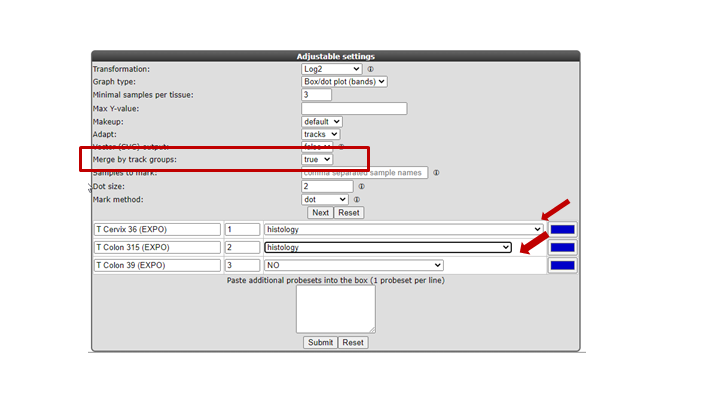 Adjustable settings
Transformation: Log2 ⓘ
Graph type: Box/dot plot (bands)
Minimal samples per tissue: 3
Max Y-value:
Makeup: default
Adapt: tracks
Vector (SVG) output: false ⓘ
Merge by track groups: true
Samples to mark: comma separated sample names ⓘ
Dot size: 2 ⓘ
Mark method: dot ⓘ
Next Reset
T Cervix 36 (EXPO) 1 histology
T Colon 315 (EXPO) 2 histology
T Colon 39 (EXPO) 3 NO
Paste additional probesets into the box (1 probeset per line)
Submit Reset